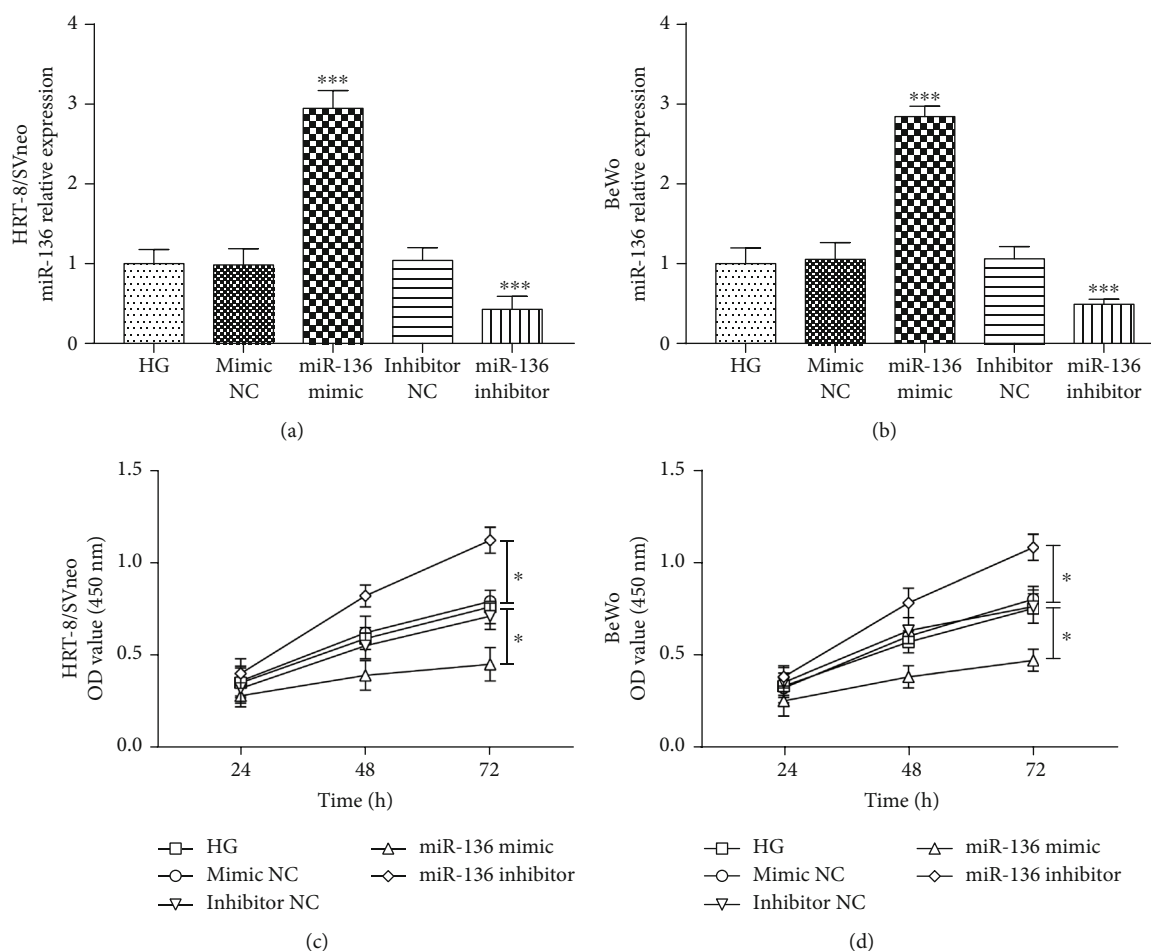 HRT-8/SVneo
miR-136 relative expression
4
3
2
1
0
***
***
HG
Mimic
NC
miR-136
mimic
Inhibitor
NC
miR-136
inhibitor
(a)
BeWo
miR-136 relative expression
4
3
2
1
0
***
***
HG
Mimic
NC
miR-136
mimic
Inhibitor
NC
miR-136
inhibitor
(b)
HRT-8/SVneo
OD value (450 nm)
1.5
1.0
0.5
0.0
*
*
24
48
72
Time (h)
HG
Mimic NC
Inhibitor NC
miR-136 mimic
miR-136 inhibitor
(c)
BeWo
OD value (450 nm)
1.5
1.0
0.5
0.0
*
*
24
48
72
Time (h)
HG
Mimic NC
Inhibitor NC
miR-136 mimic
miR-136 inhibitor
(d)